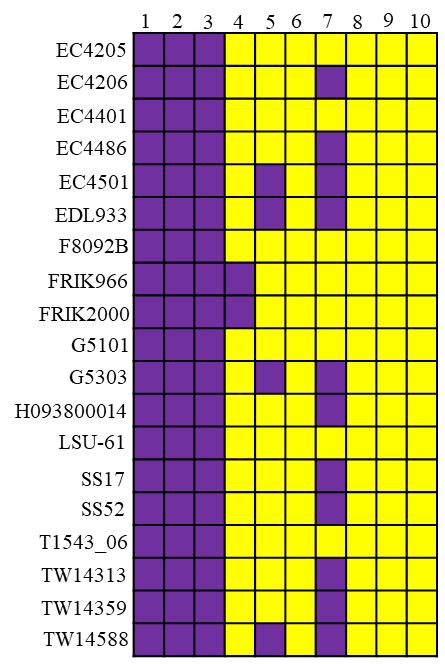 1 2 3 4 5 6 7 8 9 10
EC4205
EC4206
EC4401
EC4486
EC4501
EDL933
F8092B
FRIK966
FRIK2000
G5101
G5303
H093800014
LSU-61
SS17
SS52
T1543_06
TW14313
TW14359
TW14588